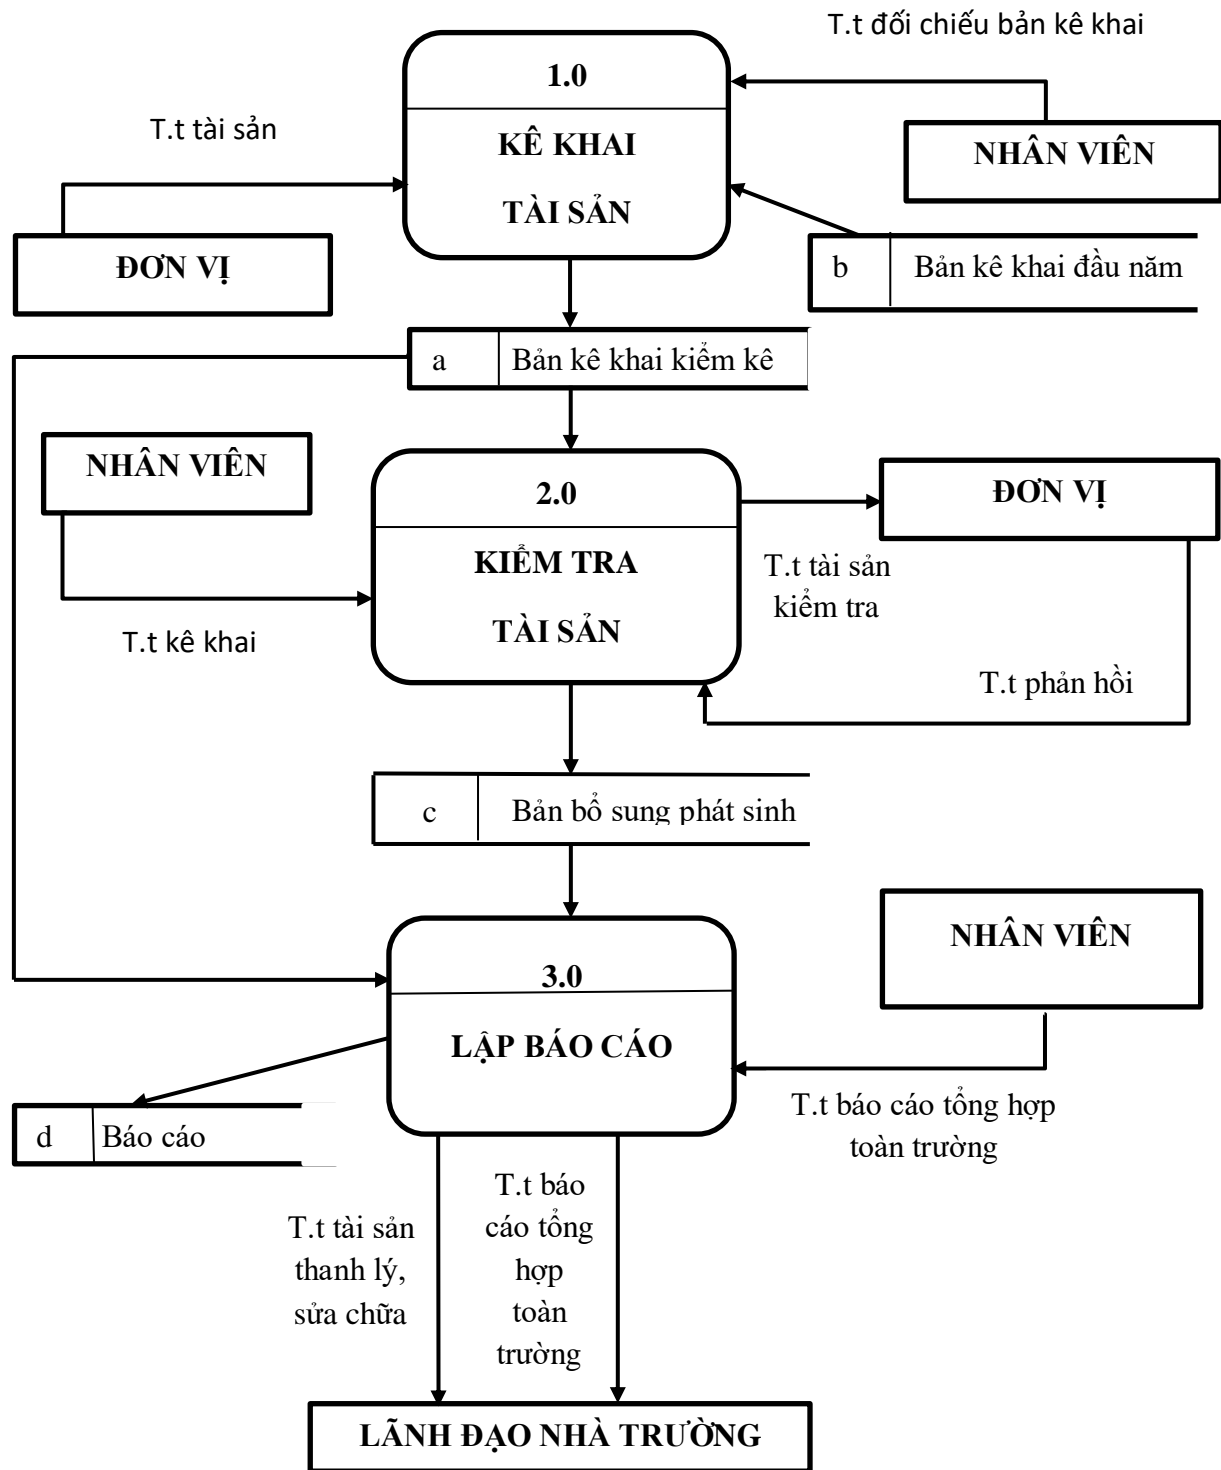 T.t đối chiếu bản kê khai
1.0
T.t tài sản
KÊ KHAI
TÀI SẢN
NHÂN VIÊN
ĐƠN VỊ
b
Bản kê khai đầu năm
a
Bản kê khai kiểm kê
NHÂN VIÊN
2.0
ĐƠN VỊ
KIỂM TRA
TÀI SẢN
T.t tài sản
kiểm tra
T.t kê khai
T.t phản hồi
c
Bản bổ sung phát sinh
NHÂN VIÊN
3.0
LẬP BÁO CÁO
T.t báo cáo tổng hợp
toàn trường
d
Báo cáo
T.t tài sản
thanh lý,
sửa chữa
T.t báo
cáo tổng
hợp
toàn
trường
LÃNH ĐẠO NHÀ TRƯỜNG